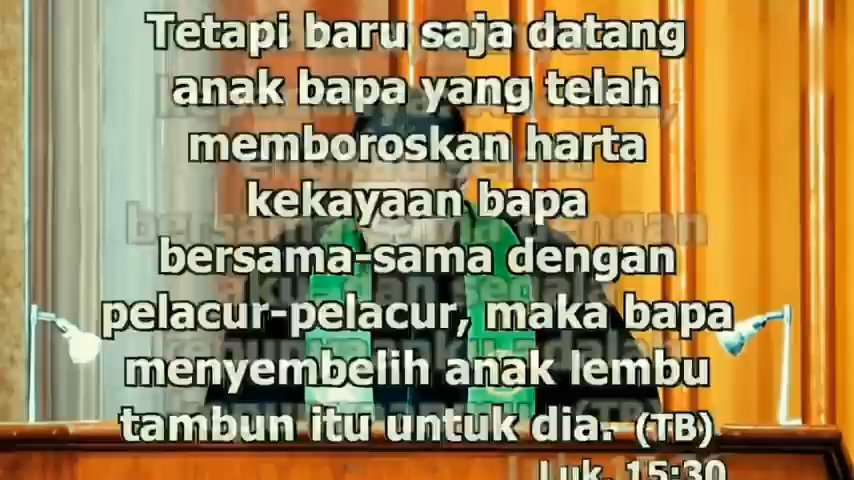 Tetapi baru saja datang
anak bapa yang telah
memboroskan harta
kekayaan bapa
bersama-sama dengan
pelacur-pelacur, maka bapa
menyembelih anak lembu
tambun itu untuk dia. (TB)
Luk. 15:30